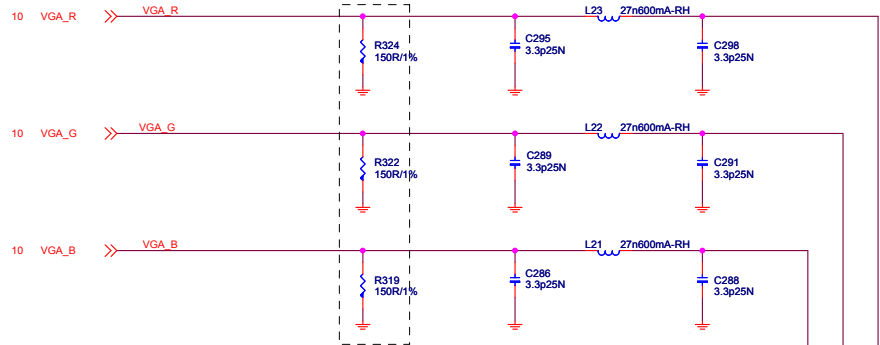 10 VGA_R VGA_R L23 27n600mA-RH
R324 C295 C298
150R/1% 3.3p25N 3.3p25N
10 VGA_G VGA_G L22 27n600mA-RH
R322 C289 C291
150R/1% 3.3p25N 3.3p25N
10 VGA_B VGA_B L21 27n600mA-RH
R319 C286 C288
150R/1% 3.3p25N 3.3p25N